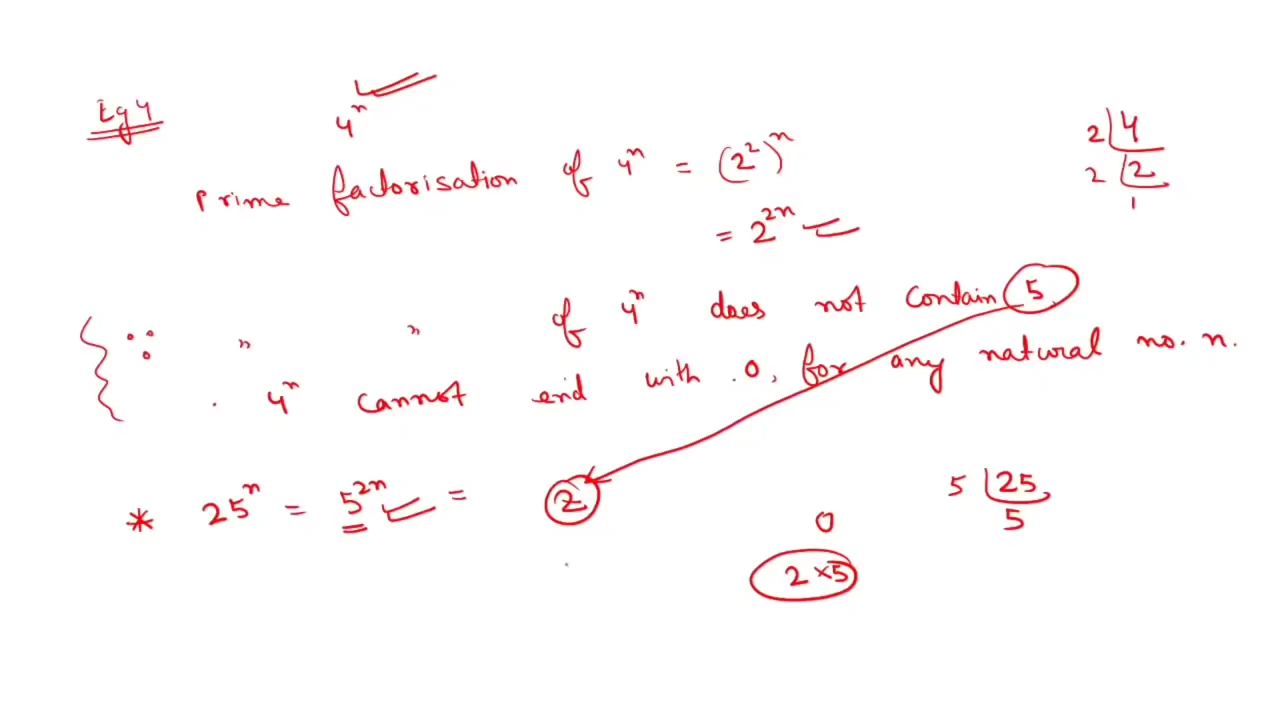 Eg 4
4ⁿ
Prime factorisation of 4ⁿ = (2²)ⁿ
= 2²ⁿ
2 | 4
2 | 2
1
∵ " " of 4ⁿ does not contain 5
. 4ⁿ cannot end with .0, for any natural no. n.
* 25ⁿ = 5²ⁿ = 2
0
2 × 5
5 | 25
5